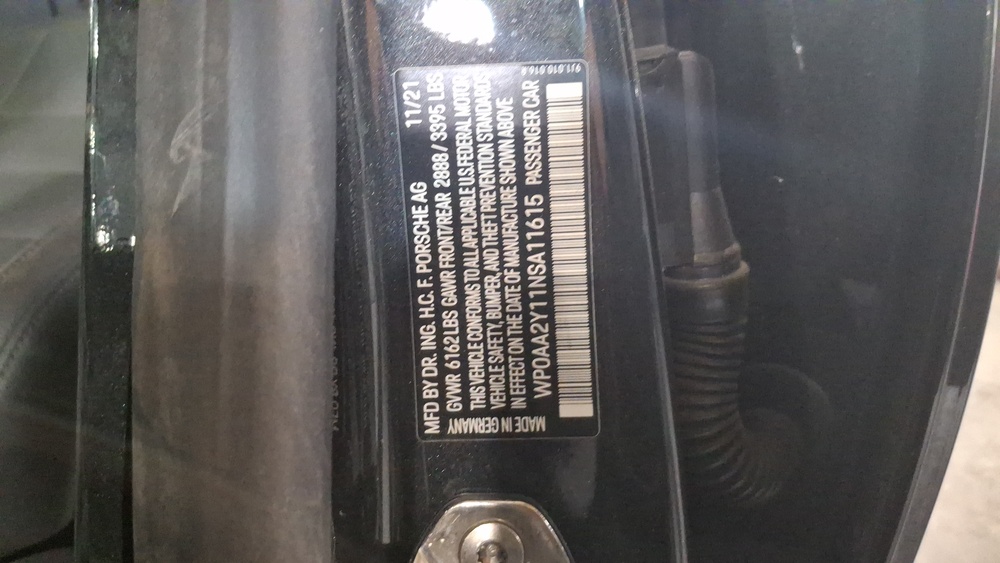 MFD BY DR. ING. H.C. F. PORSCHE AG 11/21
GVWR 6162 LBS GAWR FRONT/REAR 2888 / 3395 LBS
THIS VEHICLE CONFORMS TO ALL APPLICABLE U.S. FEDERAL MOTOR
VEHICLE SAFETY, BUMPER, AND THEFT PREVENTION STANDARDS
IN EFFECT ON THE DATE OF MANUFACTURE SHOWN ABOVE
WP0AA2Y11NSA11615 PASSENGER CAR
MADE IN GERMANY